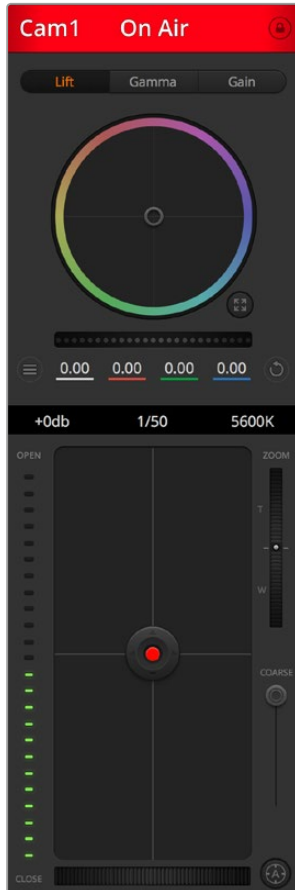 Cam1 On Air
Lift Gamma Gain
0.00 0.00 0.00 0.00
+0db 1/50 5600K
OPEN ZOOM
T
W
COARSE
CLOSE A